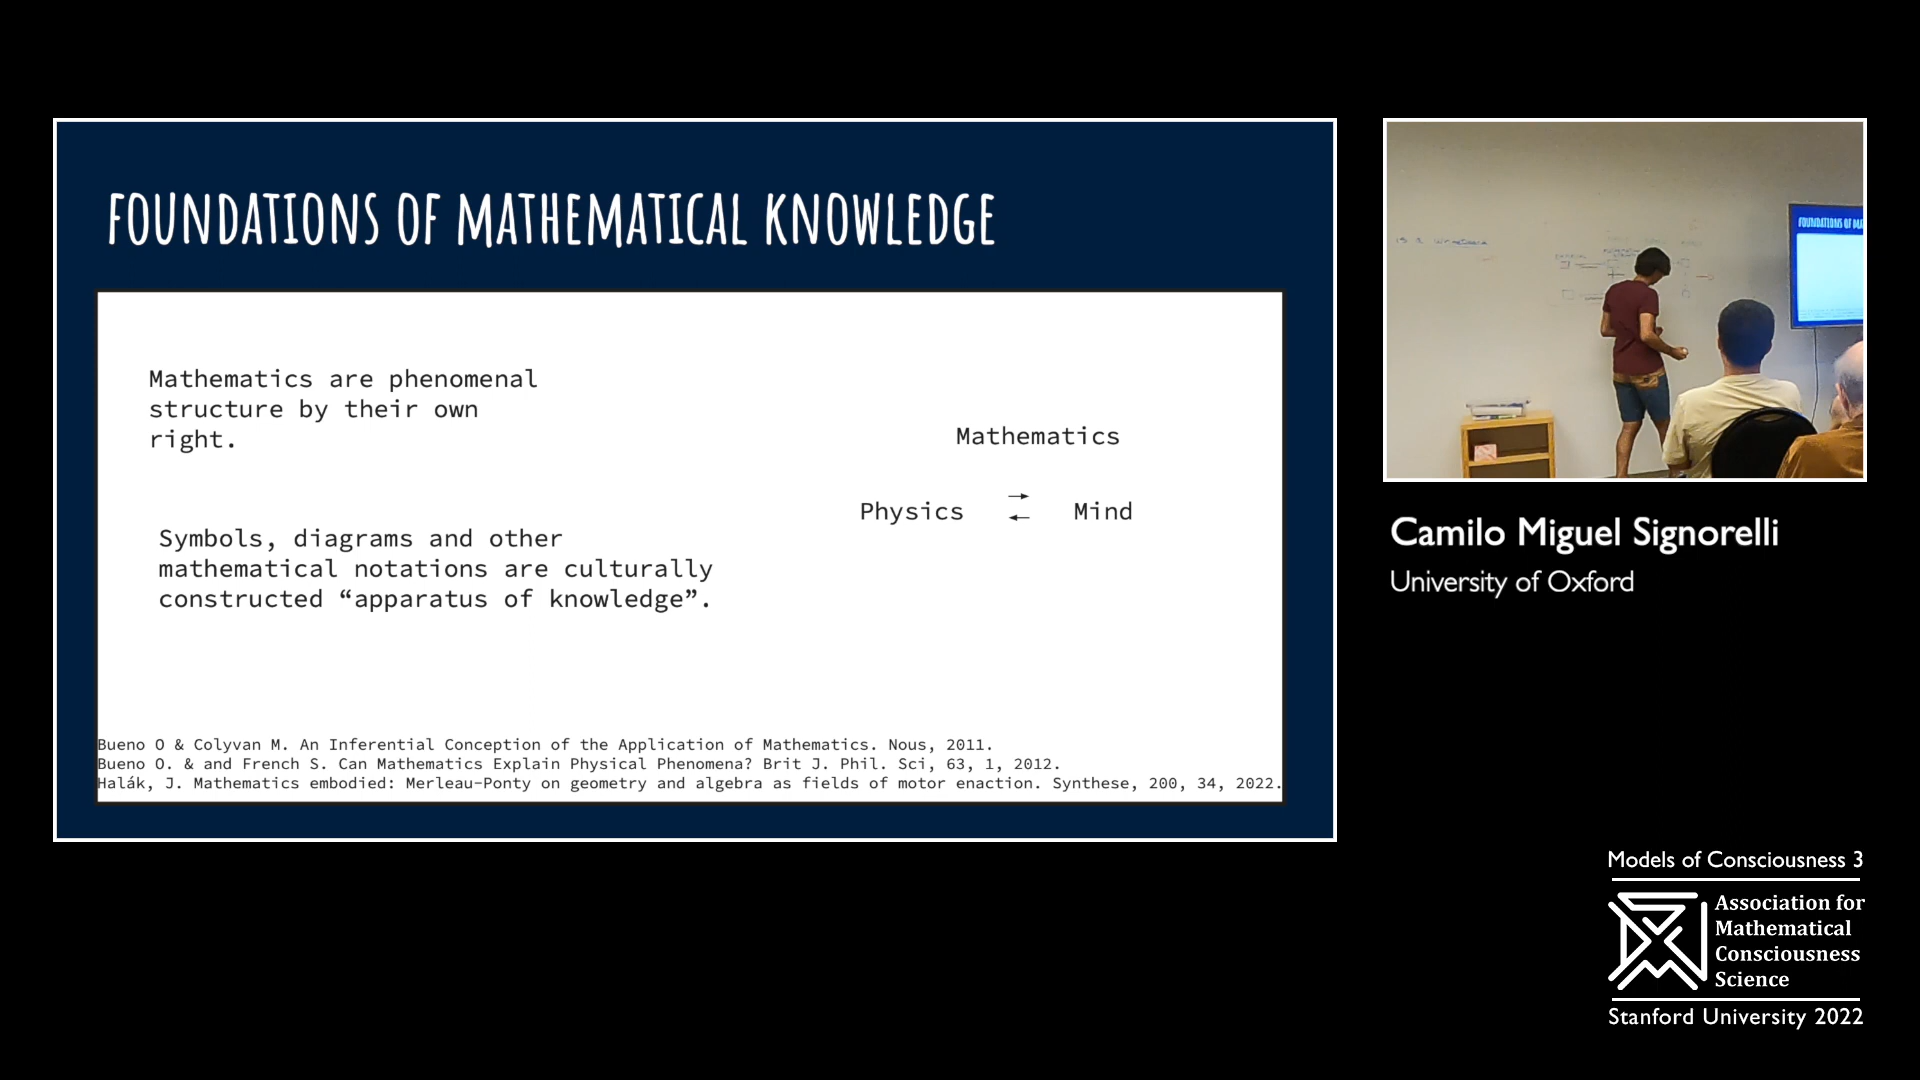 FOUNDATIONS OF MATHEMATICAL KNOWLEDGE
Mathematics are phenomenal
structure by their own
right.
Symbols, diagrams and other
mathematical notations are culturally
constructed “apparatus of knowledge”.
Mathematics
Physics → ← Mind
Bueno O & Colyvan M. An Inferential Conception of the Application of Mathematics. Nous, 2011.
Bueno O. & and French S. Can Mathematics Explain Physical Phenomena? Brit J. Phil. Sci, 63, 1, 2012.
Halák, J. Mathematics embodied: Merleau-Ponty on geometry and algebra as fields of motor enaction. Synthese, 200, 34, 2022.
FOUNDATIONS OF MA
Camilo Miguel Signorelli
University of Oxford
Models of Consciousness 3
Association for
Mathematical
Consciousness
Science
Stanford University 2022